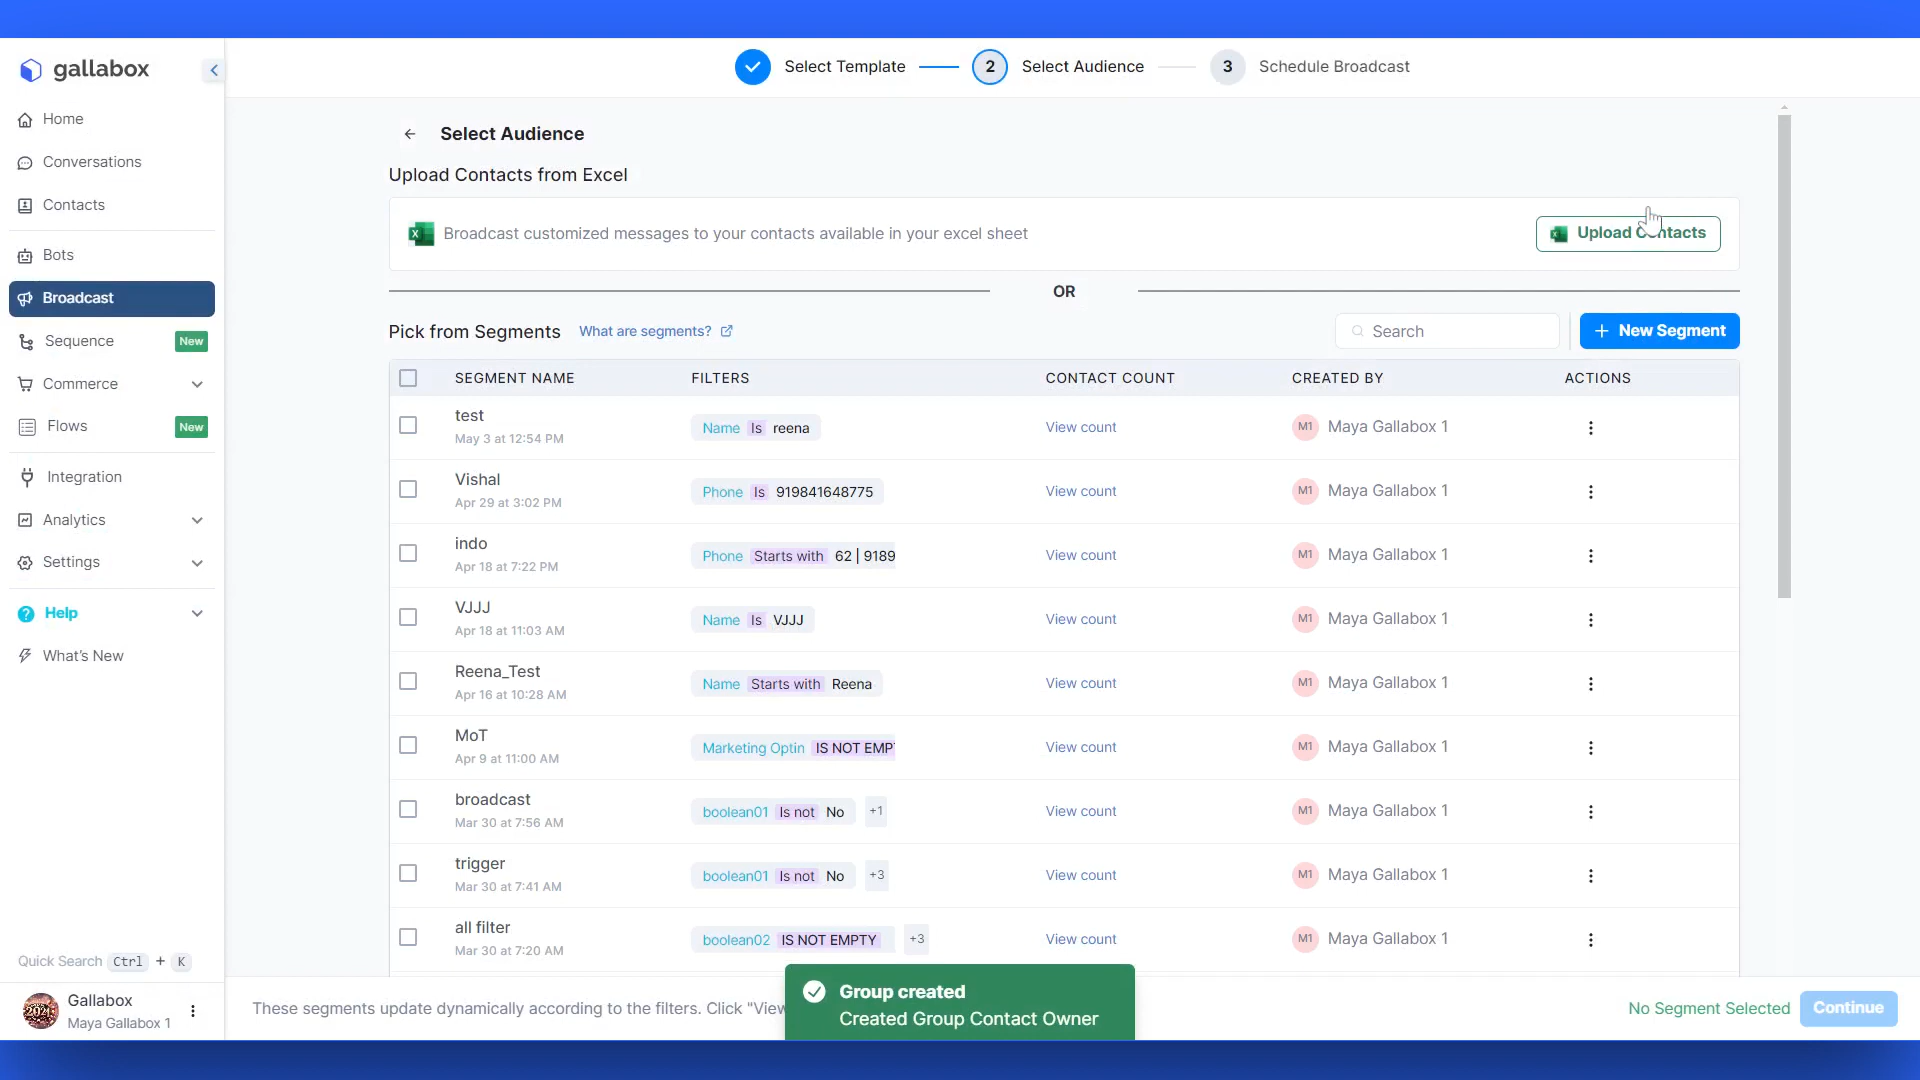 gallabox
Select Template
2
Select Audience
3
Schedule Broadcast
Home
Conversations
Contacts
Bots
Broadcast
Sequence
New
Commerce
Flows
New
Integration
Analytics
Settings
? Help
What's New
Quick Search Ctrl + K
2021
Gallabox
Maya Gallabox 1
Select Audience
Upload Contacts from Excel
Broadcast customized messages to your contacts available in your excel sheet
Upload Contacts
OR
Pick from Segments
What are segments?
Search
+ New Segment
SEGMENT NAME FILTERS CONTACT COUNT CREATED BY ACTIONS
test
May 3 at 12:54 PM
Name Is reena
View count
M1 Maya Gallabox 1
Vishal
Apr 29 at 3:02 PM
Phone Is 919841648775
View count
M1 Maya Gallabox 1
indo
Apr 18 at 7:22 PM
Phone Starts with 62 | 9189
View count
M1 Maya Gallabox 1
VJJJ
Apr 18 at 11:03 AM
Name Is VJJJ
View count
M1 Maya Gallabox 1
Reena_Test
Apr 16 at 10:28 AM
Name Starts with Reena
View count
M1 Maya Gallabox 1
MoT
Apr 9 at 11:00 AM
Marketing Optin IS NOT EMP
View count
M1 Maya Gallabox 1
broadcast
Mar 30 at 7:56 AM
boolean01 Is not No +1
View count
M1 Maya Gallabox 1
trigger
Mar 30 at 7:41 AM
boolean01 Is not No +3
View count
M1 Maya Gallabox 1
all filter
Mar 30 at 7:20 AM
boolean02 IS NOT EMPTY +3
View count
M1 Maya Gallabox 1
These segments update dynamically according to the filters. Click "View
Group created
Created Group Contact Owner
No Segment Selected
Continue